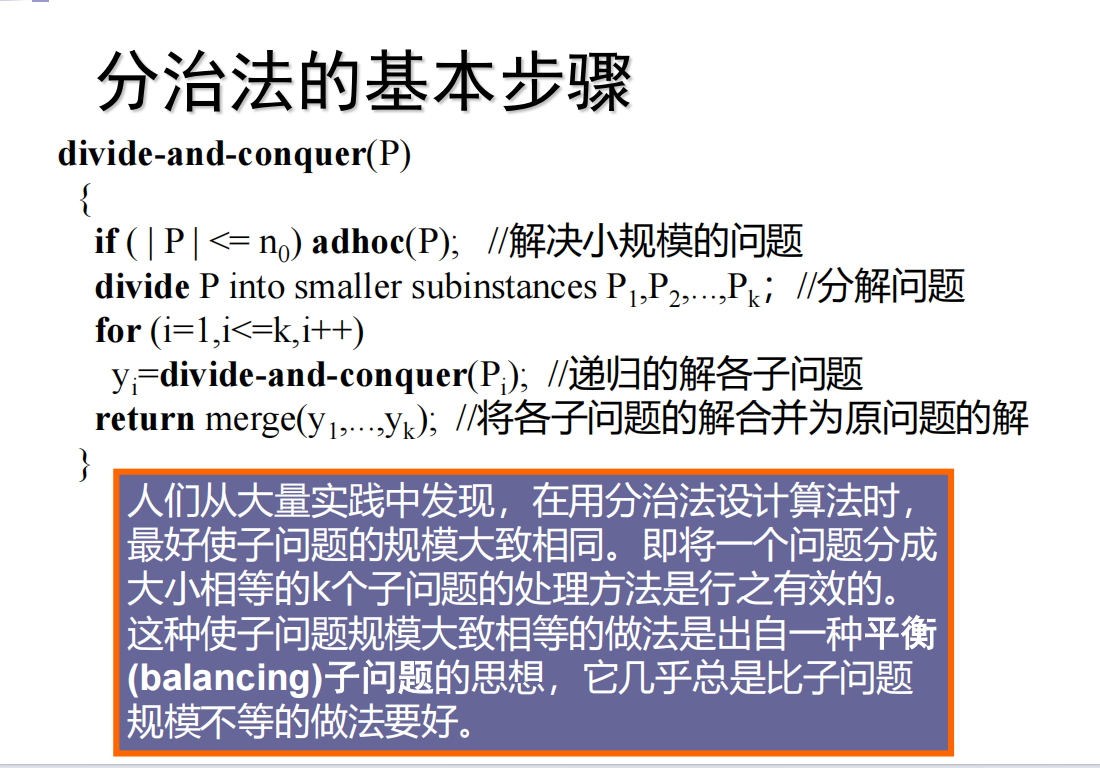 分治法的基本步骤
divide-and-conquer(P)
{
if ( | P | <= n0) adhoc(P); //解决小规模的问题
divide P into smaller subinstances P1,P2,...,Pk；//分解问题
for (i=1,i<=k,i++)
yi=divide-and-conquer(Pi); //递归的解各子问题
return merge(y1,...,yk); //将各子问题的解合并为原问题的解
}
人们从大量实践中发现，在用分治法设计算法时，
最好使子问题的规模大致相同。即将一个问题分成
大小相等的k个子问题的处理方法是行之有效的。
这种使子问题规模大致相等的做法是出自一种平衡
(balancing)子问题的思想，它几乎总是比子问题
规模不等的做法要好。